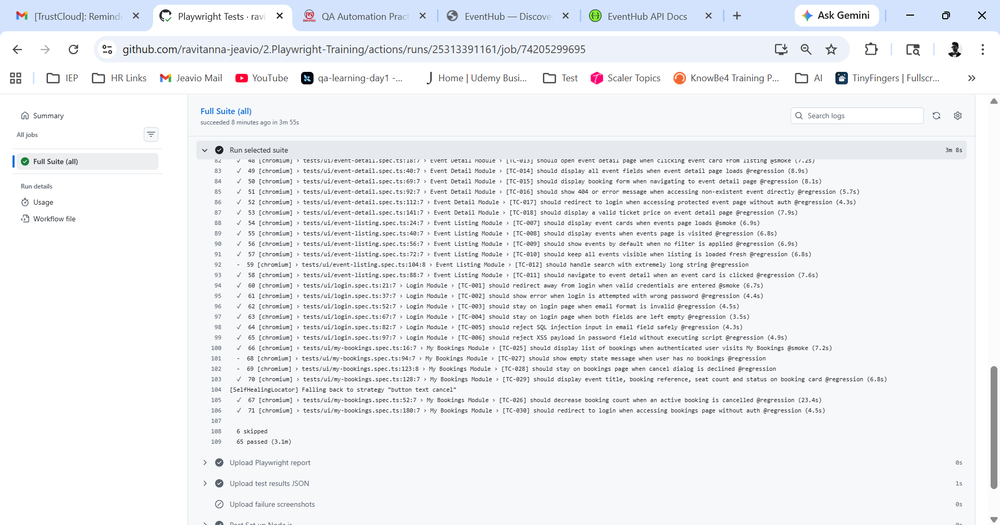 [TrustCloud]: Reminde
Playwright Tests · ravi
QA Automation Pract
EventHub — Discove
EventHub API Docs
Ask Gemini
github.com/ravitanna-jeavio/2.Playwright-Training/actions/runs/25313391161/job/74205299695
IEP
HR Links
Jeavio Mail
YouTube
qa-learning-day1 -...
Home | Udemy Busi...
Test
Scaler Topics
KnowBe4 Training P...
AI
TinyFingers | Fullscr...
Summary
All jobs
Full Suite (all)
Run details
Usage
Workflow file
Full Suite (all)
succeeded 8 minutes ago in 3m 55s
Search logs
Run selected suite 3m 8s
82 ✓ 48 [chromium] › tests/ui/event-detail.spec.ts:18:7 › Event Detail Module › [TC-013] should open event detail page when clicking event card from listing @smoke (7.2s)
83 ✓ 49 [chromium] › tests/ui/event-detail.spec.ts:40:7 › Event Detail Module › [TC-014] should display all event fields when event detail page loads @regression (8.9s)
84 ✓ 50 [chromium] › tests/ui/event-detail.spec.ts:69:7 › Event Detail Module › [TC-015] should display booking form when navigating to event detail page @regression (8.1s)
85 ✓ 51 [chromium] › tests/ui/event-detail.spec.ts:92:7 › Event Detail Module › [TC-016] should show 404 or error message when accessing non-existent event directly @regression (5.7s)
86 ✓ 52 [chromium] › tests/ui/event-detail.spec.ts:112:7 › Event Detail Module › [TC-017] should redirect to login when accessing protected event page without auth @regression (4.3s)
87 ✓ 53 [chromium] › tests/ui/event-detail.spec.ts:141:7 › Event Detail Module › [TC-018] should display a valid ticket price on event detail page @regression (7.9s)
88 ✓ 54 [chromium] › tests/ui/event-listing.spec.ts:24:7 › Event Listing Module › [TC-007] should display event cards when events page loads @smoke (6.9s)
89 ✓ 55 [chromium] › tests/ui/event-listing.spec.ts:40:7 › Event Listing Module › [TC-008] should display events when events page is visited @regression (6.8s)
90 ✓ 56 [chromium] › tests/ui/event-listing.spec.ts:56:7 › Event Listing Module › [TC-009] should show events by default when no filter is applied @regression (6.9s)
91 ✓ 57 [chromium] › tests/ui/event-listing.spec.ts:72:7 › Event Listing Module › [TC-010] should keep all events visible when listing is loaded fresh @regression (6.8s)
92 - 59 [chromium] › tests/ui/event-listing.spec.ts:104:8 › Event Listing Module › [TC-012] should handle search with extremely long string @regression
93 ✓ 58 [chromium] › tests/ui/event-listing.spec.ts:88:7 › Event Listing Module › [TC-011] should navigate to event detail when an event card is clicked @regression (7.6s)
94 ✓ 60 [chromium] › tests/ui/login.spec.ts:21:7 › Login Module › [TC-001] should redirect away from login when valid credentials are entered @smoke (6.7s)
95 ✓ 61 [chromium] › tests/ui/login.spec.ts:37:7 › Login Module › [TC-002] should show error when login is attempted with wrong password @regression (4.4s)
96 ✓ 62 [chromium] › tests/ui/login.spec.ts:52:7 › Login Module › [TC-003] should stay on login page when email format is invalid @regression (4.5s)
97 ✓ 63 [chromium] › tests/ui/login.spec.ts:67:7 › Login Module › [TC-004] should stay on login page when both fields are left empty @regression (3.5s)
98 ✓ 64 [chromium] › tests/ui/login.spec.ts:82:7 › Login Module › [TC-005] should reject SQL injection input in email field safely @regression (4.3s)
99 ✓ 65 [chromium] › tests/ui/login.spec.ts:97:7 › Login Module › [TC-006] should reject XSS payload in password field without executing script @regression (4.9s)
100 ✓ 66 [chromium] › tests/ui/my-bookings.spec.ts:16:7 › My Bookings Module › [TC-025] should display list of bookings when authenticated user visits My Bookings @smoke (7.2s)
101 - 68 [chromium] › tests/ui/my-bookings.spec.ts:94:7 › My Bookings Module › [TC-027] should show empty state message when user has no bookings @regression
102 - 69 [chromium] › tests/ui/my-bookings.spec.ts:123:8 › My Bookings Module › [TC-028] should stay on bookings page when cancel dialog is declined @regression
103 ✓ 70 [chromium] › tests/ui/my-bookings.spec.ts:128:7 › My Bookings Module › [TC-029] should display event title, booking reference, seat count and status on booking card @regression (6.8s)
104 [SelfHealingLocator] Falling back to strategy "button text cancel"
105 ✓ 67 [chromium] › tests/ui/my-bookings.spec.ts:52:7 › My Bookings Module › [TC-026] should decrease booking count when an active booking is cancelled @regression (23.4s)
106 ✓ 71 [chromium] › tests/ui/my-bookings.spec.ts:180:7 › My Bookings Module › [TC-030] should redirect to login when accessing bookings page without auth @regression (4.5s)
107
108 6 skipped
109 65 passed (3.1m)
Upload Playwright report 0s
Upload test results JSON 1s
Upload failure screenshots 0s
Post Set up Node.js 0s